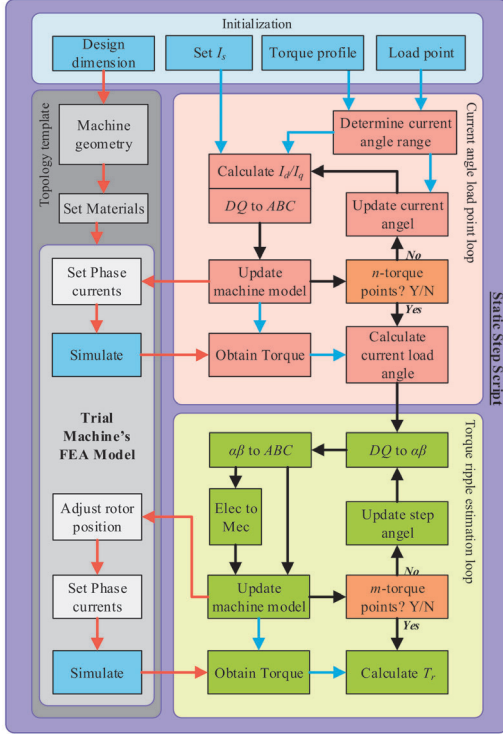 Initialization
Design
dimension
Set Is
Torque profile
Load point
Topology template
Machine
geometry
Set Materials
Current angle load point loop
Determine current
angle range
Calculate Id/Iq
DQ to ABC
Update current
angel
No
Set Phase
currents
Update
machine model
n-torque
points? Y/N
Yes
Simulate
Obtain Torque
Calculate
current load
angle
Static Step Script
Trial
Machine's
FEA Model
Torque ripple estimation loop
αβ to ABC
DQ to αβ
Adjust rotor
position
Elec to
Mec
Update step
angel
No
Set Phase
currents
Update
machine model
m-torque
points? Y/N
Yes
Simulate
Obtain Torque
Calculate Tr